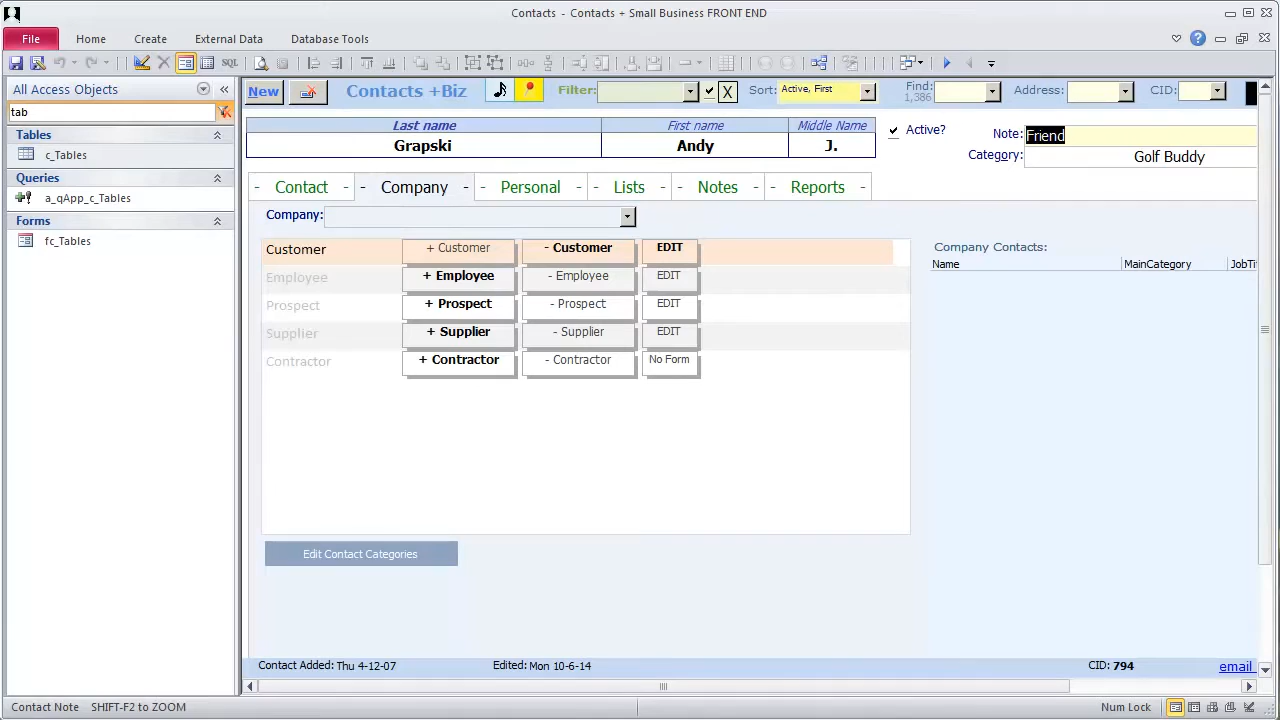 Contacts - Contacts + Small Business FRONT END
File Home Create External Data Database Tools
SQL
All Access Objects
tab
Tables
c_Tables
Queries
a_qApp_c_Tables
Forms
fc_Tables
New Contacts +Biz Filter: X Sort: Active, First Find: 1,386 Address: CID:
Last name First name Middle Name
Grapski Andy J.
Active?
Note: Friend
Category: Golf Buddy
- Contact - - Company - - Personal - - Lists - - Notes - - Reports -
Company:
Customer + Customer - Customer EDIT
Employee + Employee - Employee EDIT
Prospect + Prospect - Prospect EDIT
Supplier + Supplier - Supplier EDIT
Contractor + Contractor - Contractor No Form
Company Contacts:
Name MainCategory JobTi
Edit Contact Categories
Contact Added: Thu 4-12-07 Edited: Mon 10-6-14 CID: 794 email
Contact Note SHIFT-F2 to ZOOM Num Lock